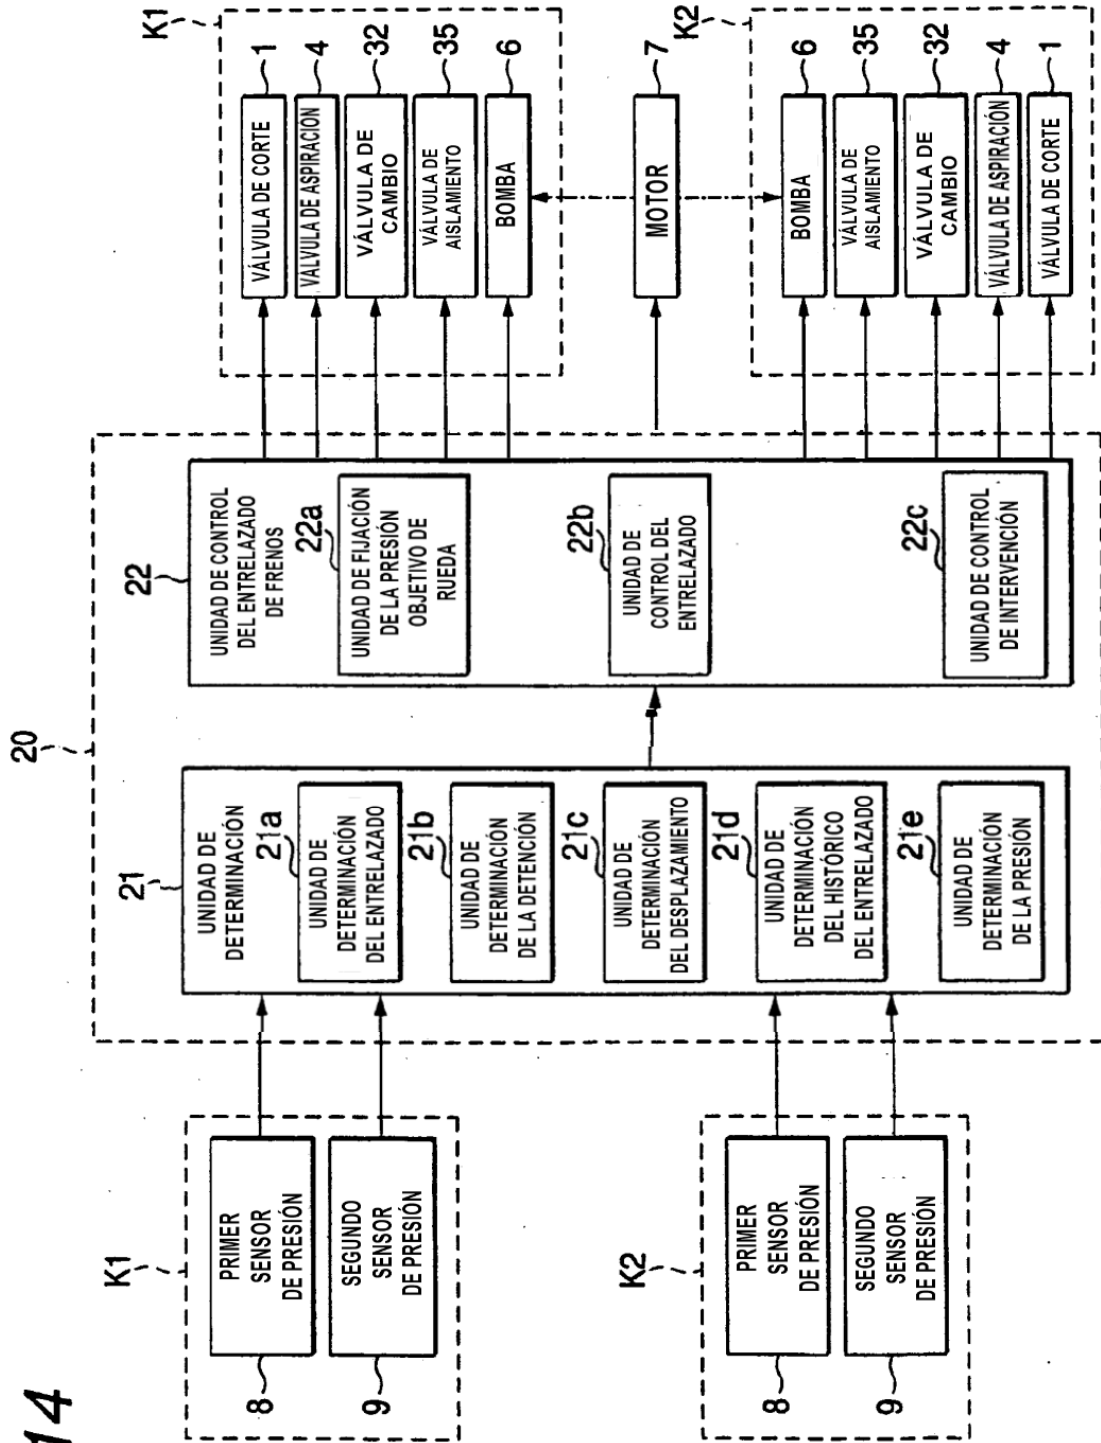 14
K1
8
PRIMER
SENSOR
DE PRESIÓN
9
SEGUNDO
SENSOR
DE PRESIÓN
K2
8
PRIMER
SENSOR
DE PRESIÓN
9
SEGUNDO
SENSOR
DE PRESIÓN
20
21
UNIDAD DE
DETERMINACIÓN
21a
UNIDAD DE
DETERMINACIÓN
DEL ENTRELAZADO
21b
UNIDAD DE
DETERMINACIÓN
DE LA DETENCIÓN
21c
UNIDAD DE
DETERMINACIÓN
DEL DESPLAZAMIENTO
21d
UNIDAD DE
DETERMINACIÓN
DEL HISTÓRICO
DEL ENTRELAZADO
21e
UNIDAD DE
DETERMINACIÓN
DE LA PRESIÓN
22
UNIDAD DE CONTROL
DEL ENTRELAZADO
DE FRENOS
22a
UNIDAD DE FIJACIÓN
DE LA PRESIÓN
OBJETIVO DE
RUEDA
22b
UNIDAD DE
CONTROL DEL
ENTRELAZADO
22c
UNIDAD DE CONTROL
DE INTERVENCIÓN
K1
VÁLVULA DE CORTE
1
VÁLVULA DE ASPIRACIÓN
4
VÁLVULA DE
CAMBIO
32
VÁLVULA DE
AISLAMIENTO
35
BOMBA
6
MOTOR
7
K2
BOMBA
6
VÁLVULA DE
AISLAMIENTO
35
VÁLVULA DE
CAMBIO
32
VÁLVULA DE ASPIRACIÓN
4
VÁLVULA DE CORTE
1